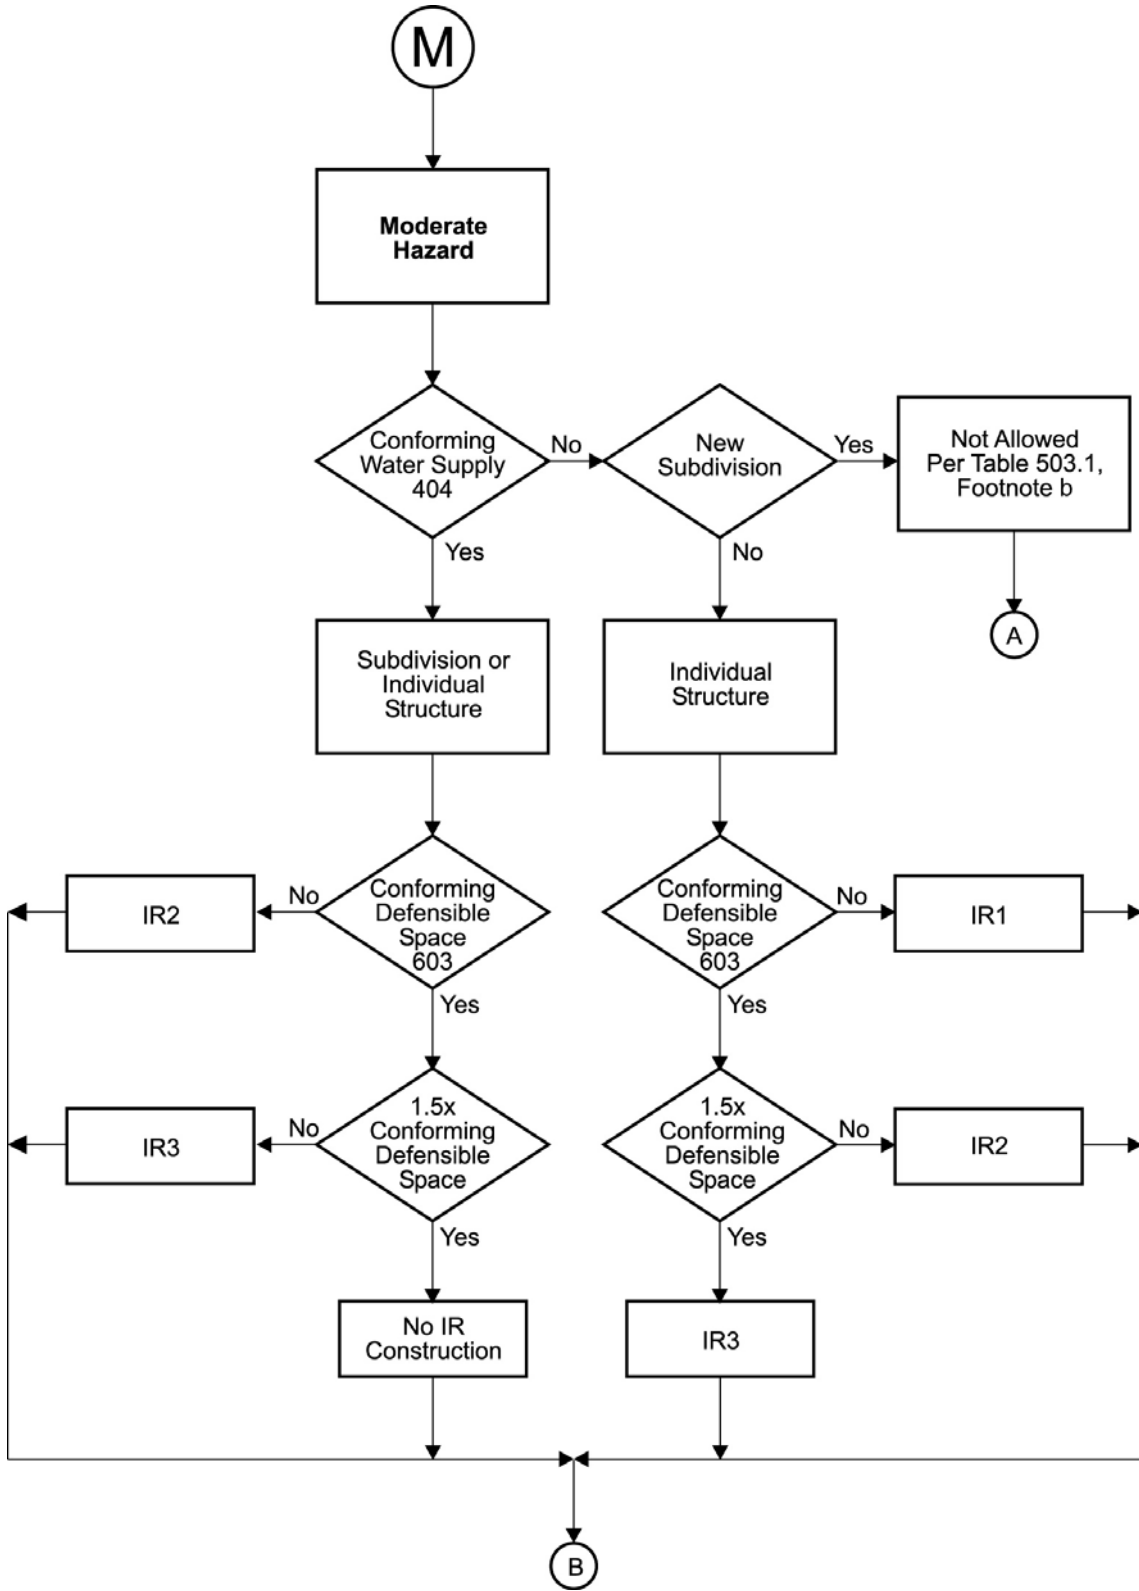 M
Moderate
Hazard
Conforming
Water Supply
404
No
New
Subdivision
Yes
Not Allowed
Per Table 503.1,
Footnote b
Yes
No
A
Subdivision or
Individual
Structure
Individual
Structure
IR2
No
Conforming
Defensible
Space
603
Conforming
Defensible
Space
603
No
IR1
Yes
Yes
IR3
No
1.5x
Conforming
Defensible
Space
1.5x
Conforming
Defensible
Space
No
IR2
Yes
Yes
No IR
Construction
IR3
B